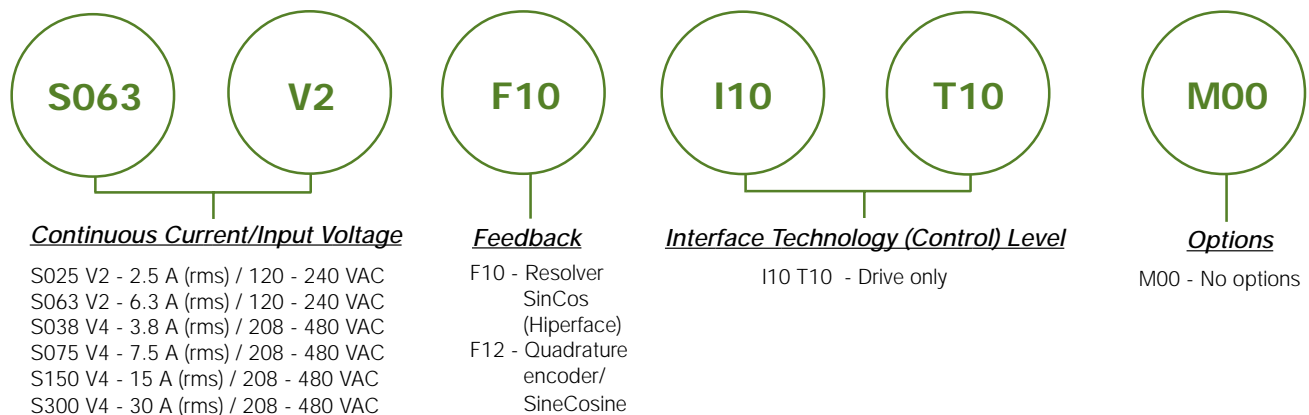 S063 V2 F10 I10 T10 M00
Continuous Current/Input Voltage
S025 V2 - 2.5 A (rms) / 120 - 240 VAC
S063 V2 - 6.3 A (rms) / 120 - 240 VAC
S038 V4 - 3.8 A (rms) / 208 - 480 VAC
S075 V4 - 7.5 A (rms) / 208 - 480 VAC
S150 V4 - 15 A (rms) / 208 - 480 VAC
S300 V4 - 30 A (rms) / 208 - 480 VAC
Feedback
F10 - Resolver
SinCos
(Hiperface)
F12 - Quadrature
encoder/
SineCosine
Interface Technology (Control) Level
I10 T10 - Drive only
Options
M00 - No options